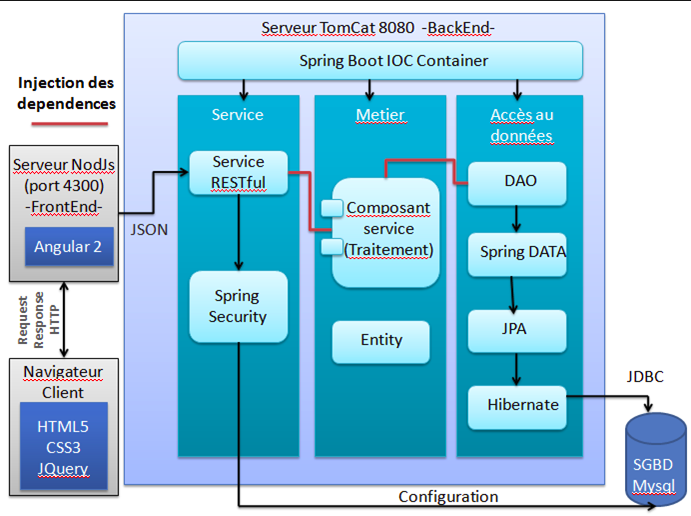 Serveur TomCat 8080 -BackEnd-
Spring Boot IOC Container
Injection des
dependences
Service
Metier
Accès au
données
Serveur NodJs
(port 4300)
-FrontEnd-
Angular 2
JSON
Service
RESTful
Composant
service
(Traitement)
DAO
Spring DATA
Spring
Security
Entity
JPA
Hibernate
JDBC
Request
Response
HTTP
Navigateur
Client
HTML5
CSS3
JQuery
SGBD
Mysql
Configuration